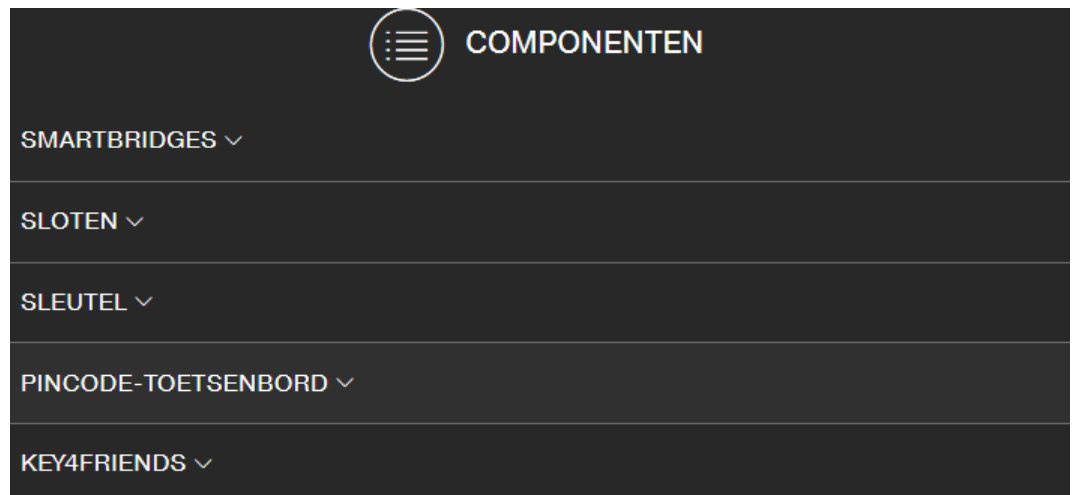 COMPONENTEN
SMARTBRIDGES
SLOTEN
SLEUTEL
PINCODE-TOETSENBORD
KEY4FRIENDS